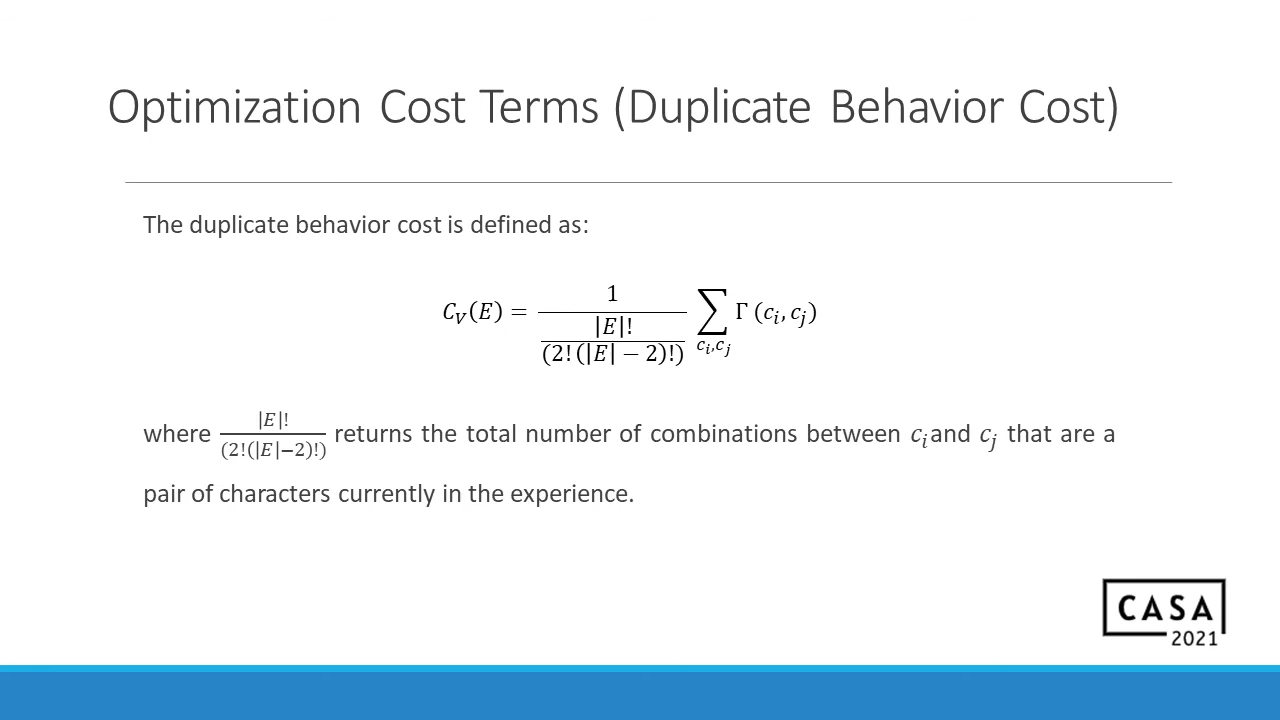 Optimization Cost Terms (Duplicate Behavior Cost)
The duplicate behavior cost is defined as:
C_V(E) = 1 / (|E|! / (2!(|E| − 2)!)) ∑_{c_i,c_j} Γ (c_i, c_j)
where |E|! / (2!(|E|−2)!) returns the total number of combinations between c_i and c_j that are a
pair of characters currently in the experience.
CASA
2021